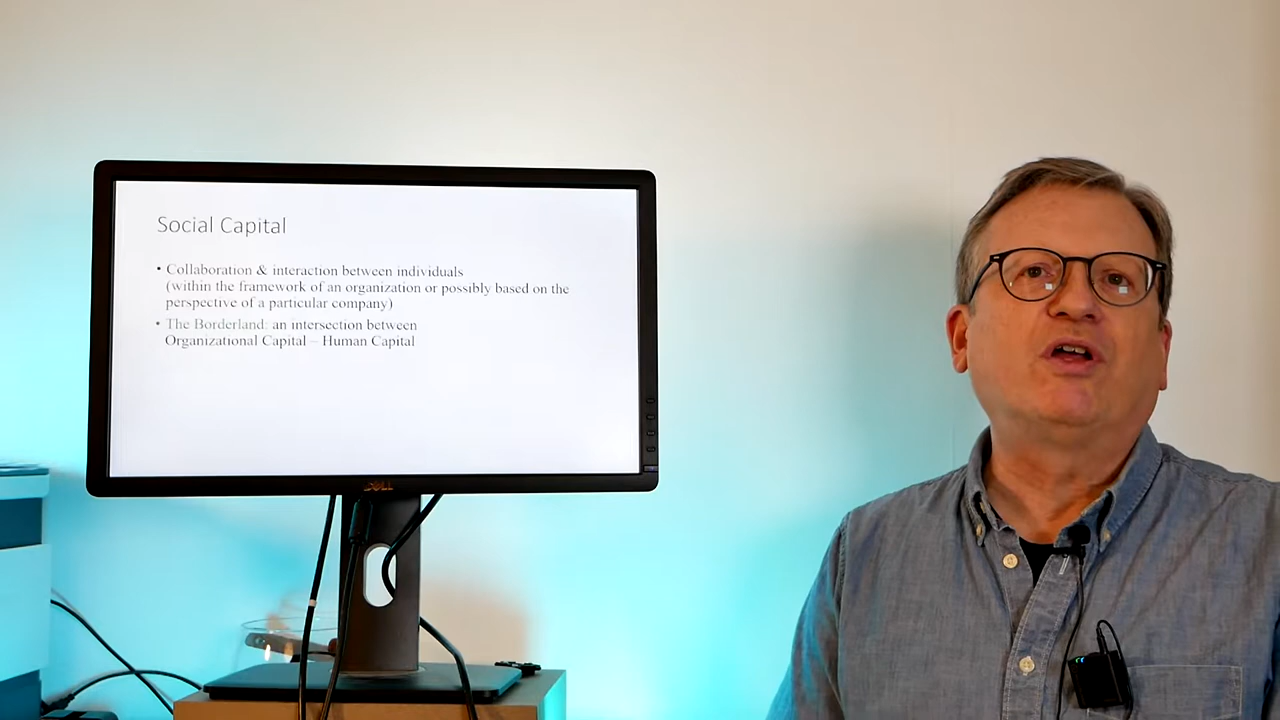 Social Capital
• Collaboration & interaction between individuals
(within the framework of an organization or possibly based on the
perspective of a particular company)
• The Borderland: an intersection between
Organizational Capital – Human Capital
DELL